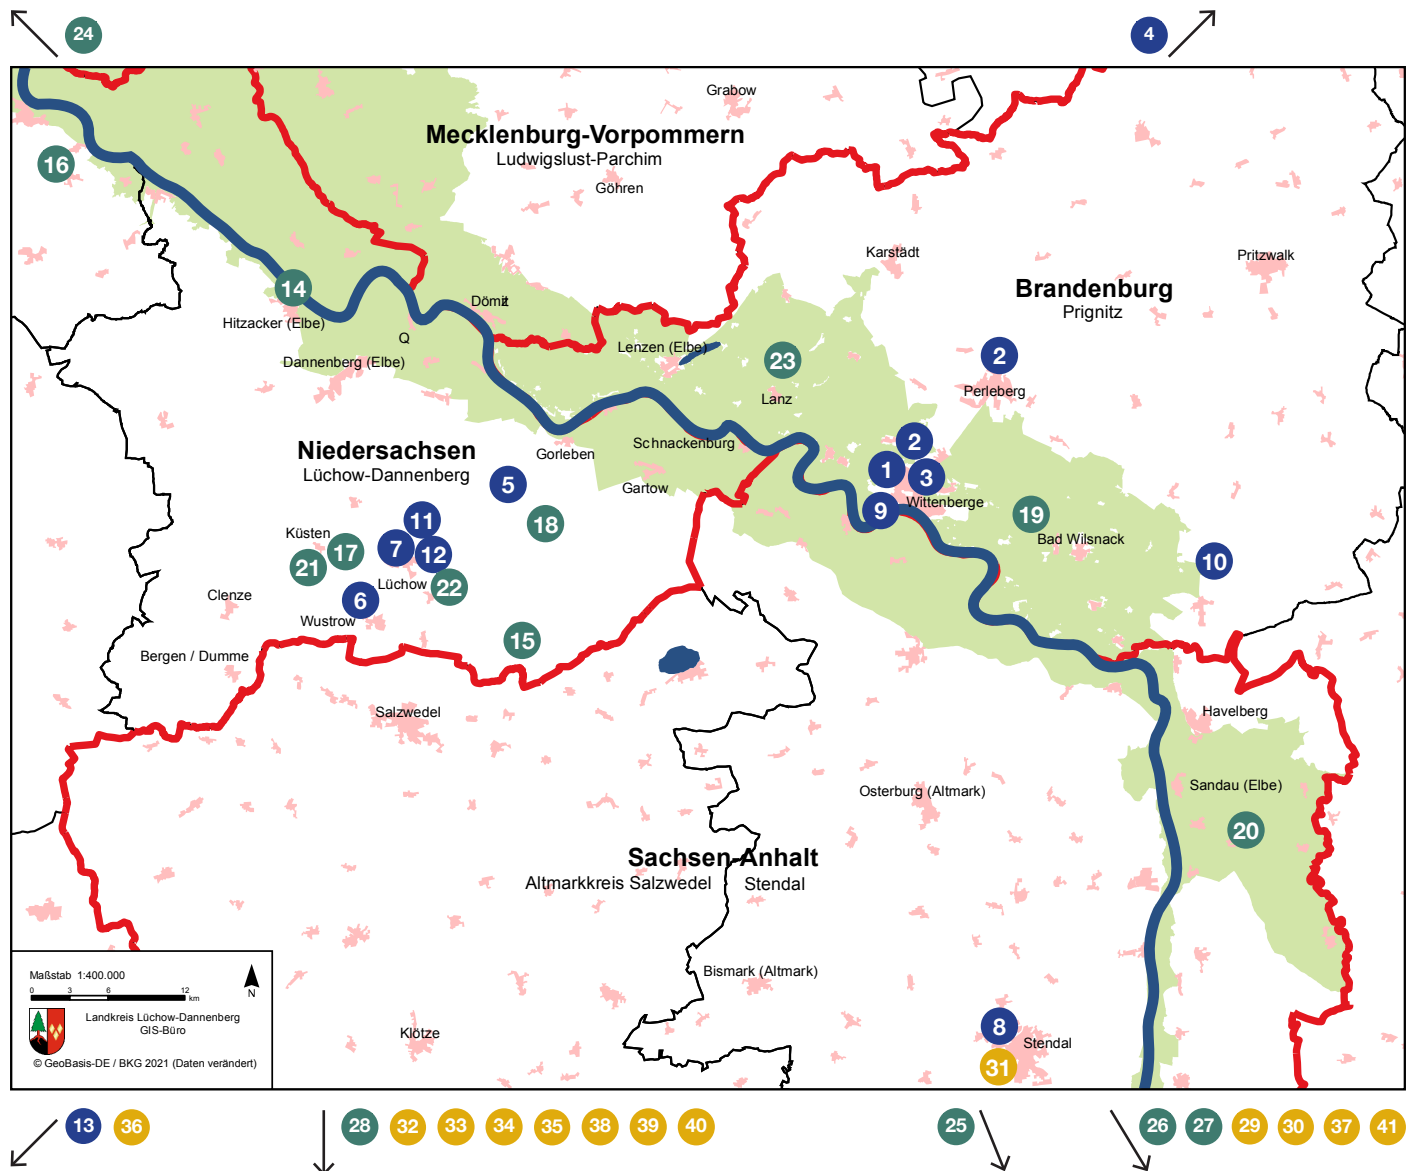 24
4
Grabow
Mecklenburg-Vorpommern
Ludwigslust-Parchim
16
Göhren
Karstädt
Pritzwalk
14
Brandenburg
Prignitz
Dömitz
Hitzacker (Elbe)
Q
Lenzen (Elbe)
23
2
Dannenberg (Elbe)
Perleberg
Lanz
Niedersachsen
Lüchow-Dannenberg
Schnackenburg
2
Gorleben
1
3
5
Gartow
Wittenberge
9
19
11
18
Küsten
17
7
12
Bad Wilsnack
10
21
Lüchow
22
Clenze
6
Wustrow
15
Bergen / Dumme
Salzwedel
Havelberg
Sandau (Elbe)
Osterburg (Altmark)
20
Sachsen-Anhalt
Altmarkkreis Salzwedel
Stendal
Bismark (Altmark)
Maßstab 1:400.000
0 3 6 12
km
N
Landkreis Lüchow-Dannenberg
GIS-Büro
© GeoBasis-DE / BKG 2021 (Daten verändert)
Klötze
8
Stendal
31
13 36 28 32 33 34 35 38 39 40 25 26 27 29 30 37 41